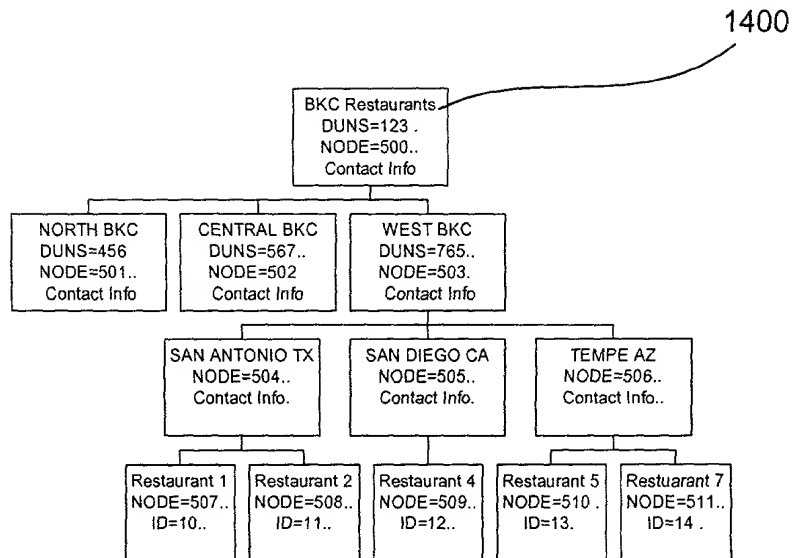 1400
BKC Restaurants
DUNS=123 .
NODE=500..
Contact Info
NORTH BKC
DUNS=456
NODE=501..
Contact Info
CENTRAL BKC
DUNS=567..
NODE=502
Contact Info
WEST BKC
DUNS=765..
NODE=503.
Contact Info
SAN ANTONIO TX
NODE=504..
Contact Info.
SAN DIEGO CA
NODE=505..
Contact Info.
TEMPE AZ
NODE=506..
Contact Info..
Restaurant 1
NODE=507..
ID=10..
Restaurant 2
NODE=508..
ID=11..
Restaurant 4
NODE=509..
ID=12..
Restaurant 5
NODE=510 .
ID=13.
Restuarant 7
NODE=511..
ID=14 .